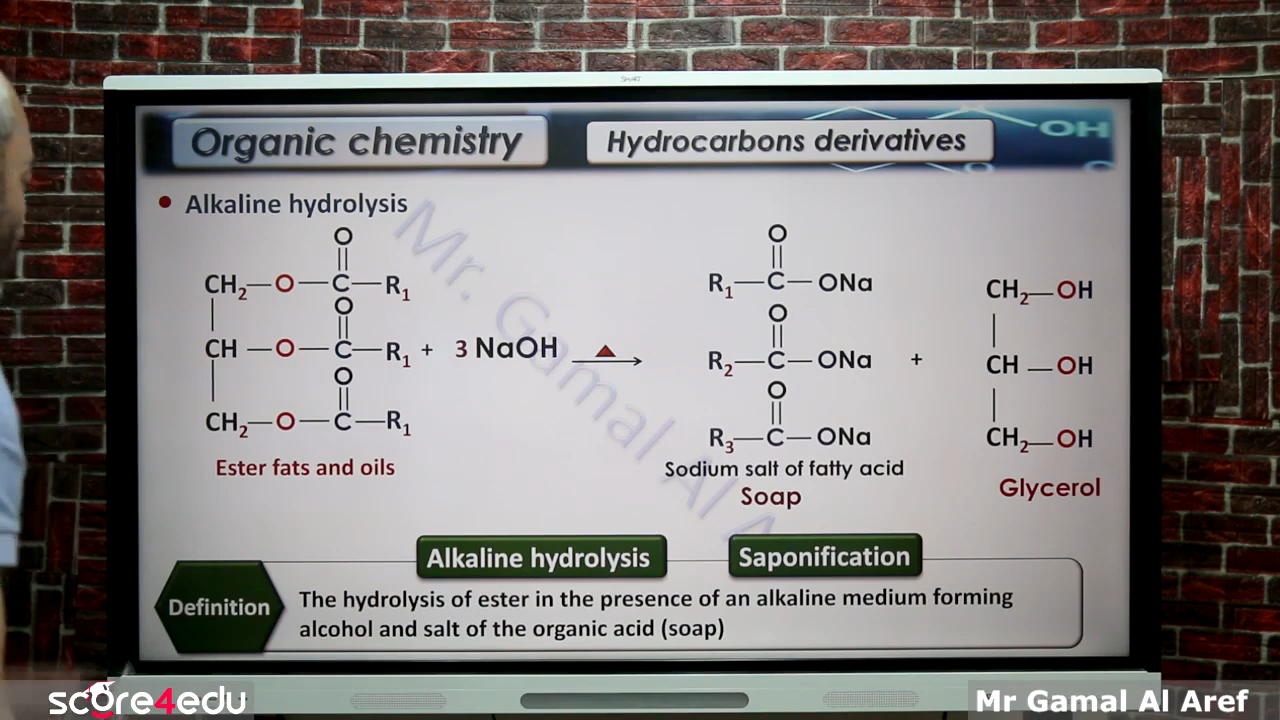 SMART
Organic chemistry
Hydrocarbons derivatives
OH
O
O
• Alkaline hydrolysis
O
||
CH2—O—C—R1
O
||
CH—O—C—R1 + 3 NaOH
O
||
CH2—O—C—R1
Ester fats and oils
O
||
R1—C—ONa
O
||
R2—C—ONa
O
||
R3—C—ONa
Sodium salt of fatty acid
Soap
+
CH2—OH
CH—OH
CH2—OH
Glycerol
Mr. Gamal Al A
Alkaline hydrolysis
Saponification
Definition
The hydrolysis of ester in the presence of an alkaline medium forming
alcohol and salt of the organic acid (soap)
score4edu
Mr Gamal Al Aref